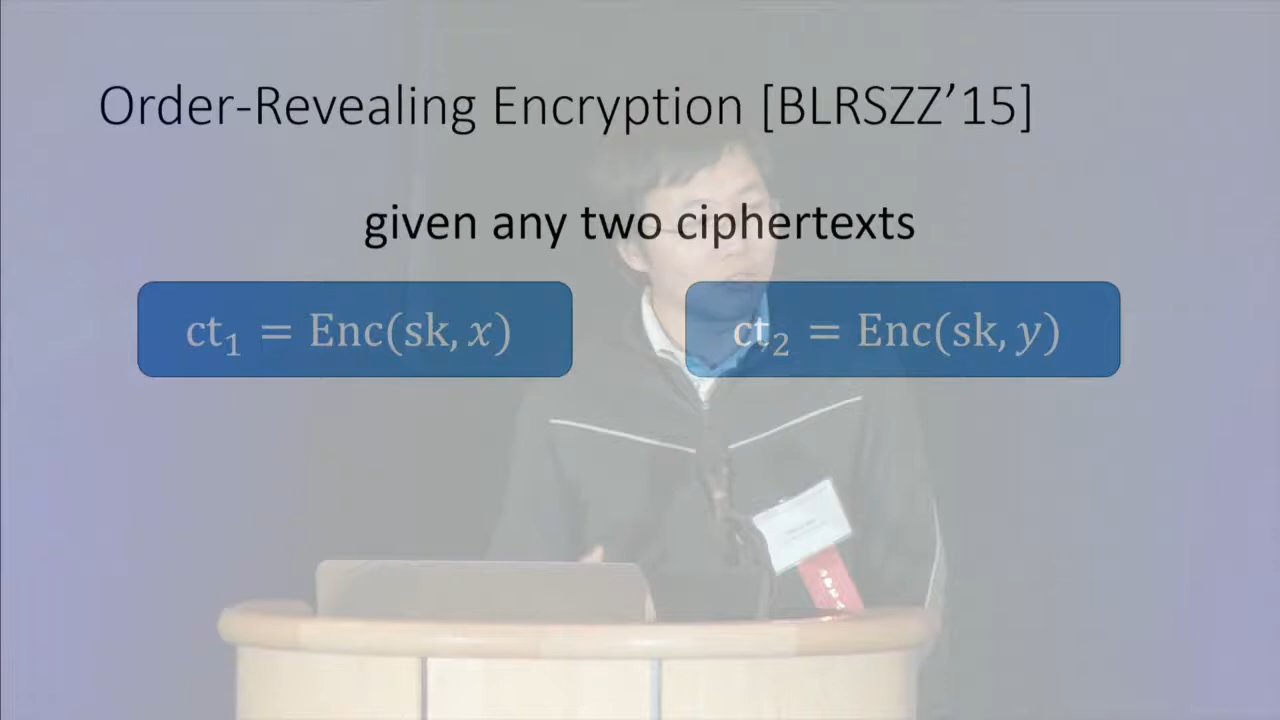 Order-Revealing Encryption [BLRSZZ’15]
given any two ciphertexts
ct₁ = Enc(sk, x)
ct₂ = Enc(sk, y)